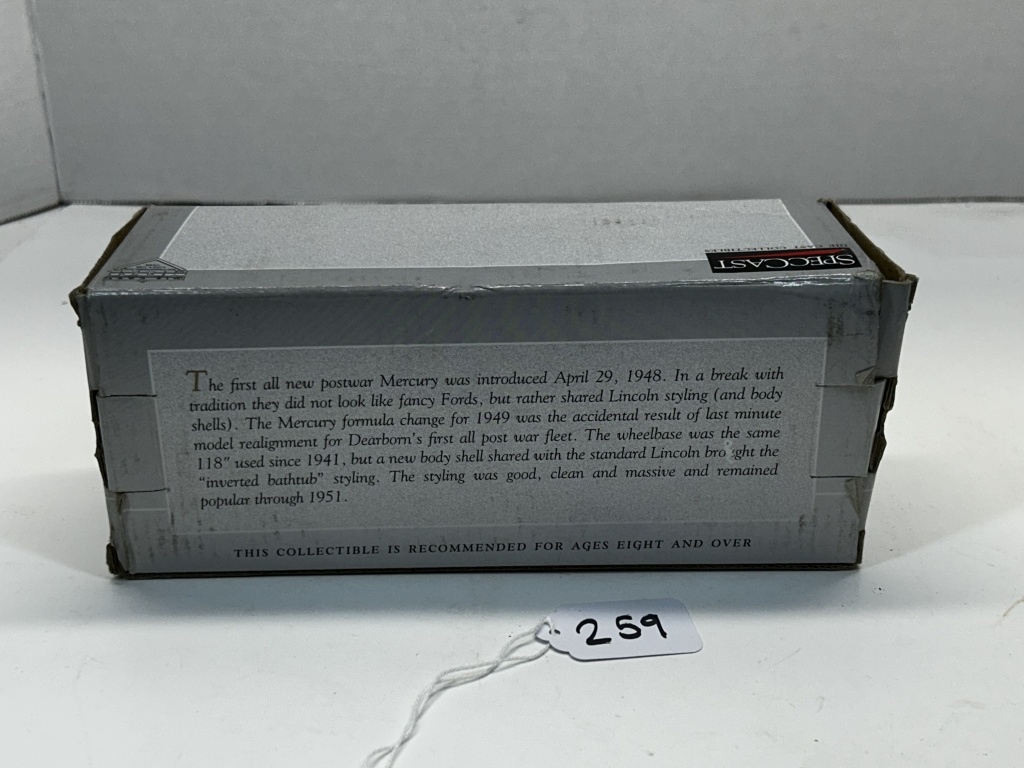 THE CAST COLLECTIBLES
SPECCAST
The first all new postwar Mercury was introduced April 29, 1948. In a break with
tradition they did not look like fancy Fords, but rather shared Lincoln styling (and body
shells). The Mercury formula change for 1949 was the accidental result of last minute
model realignment for Dearborn's first all post war fleet. The wheelbase was the same
118" used since 1941, but a new body shell shared with the standard Lincoln brought the
"inverted bathtub" styling. The styling was good, clean and massive and remained
popular through 1951.
THIS COLLECTIBLE IS RECOMMENDED FOR AGES EIGHT AND OVER
259